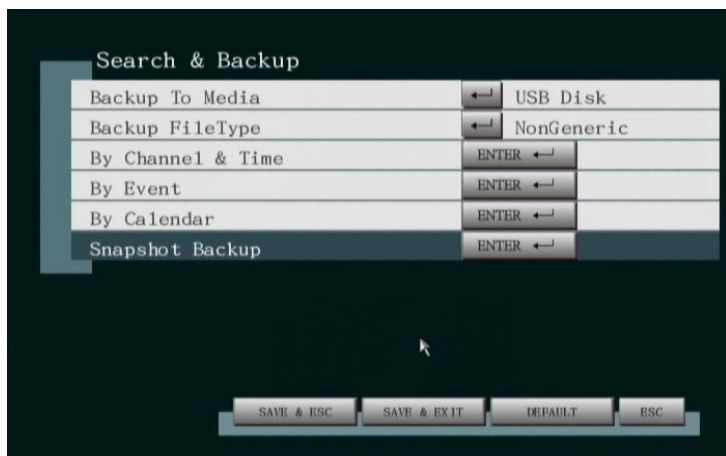 Search & Backup
Backup To Media USB Disk
Backup FileType NonGeneric
By Channel & Time ENTER
By Event ENTER
By Calendar ENTER
Snapshot Backup ENTER
SAVE & ESC SAVE & EXIT DEFAULT ESC